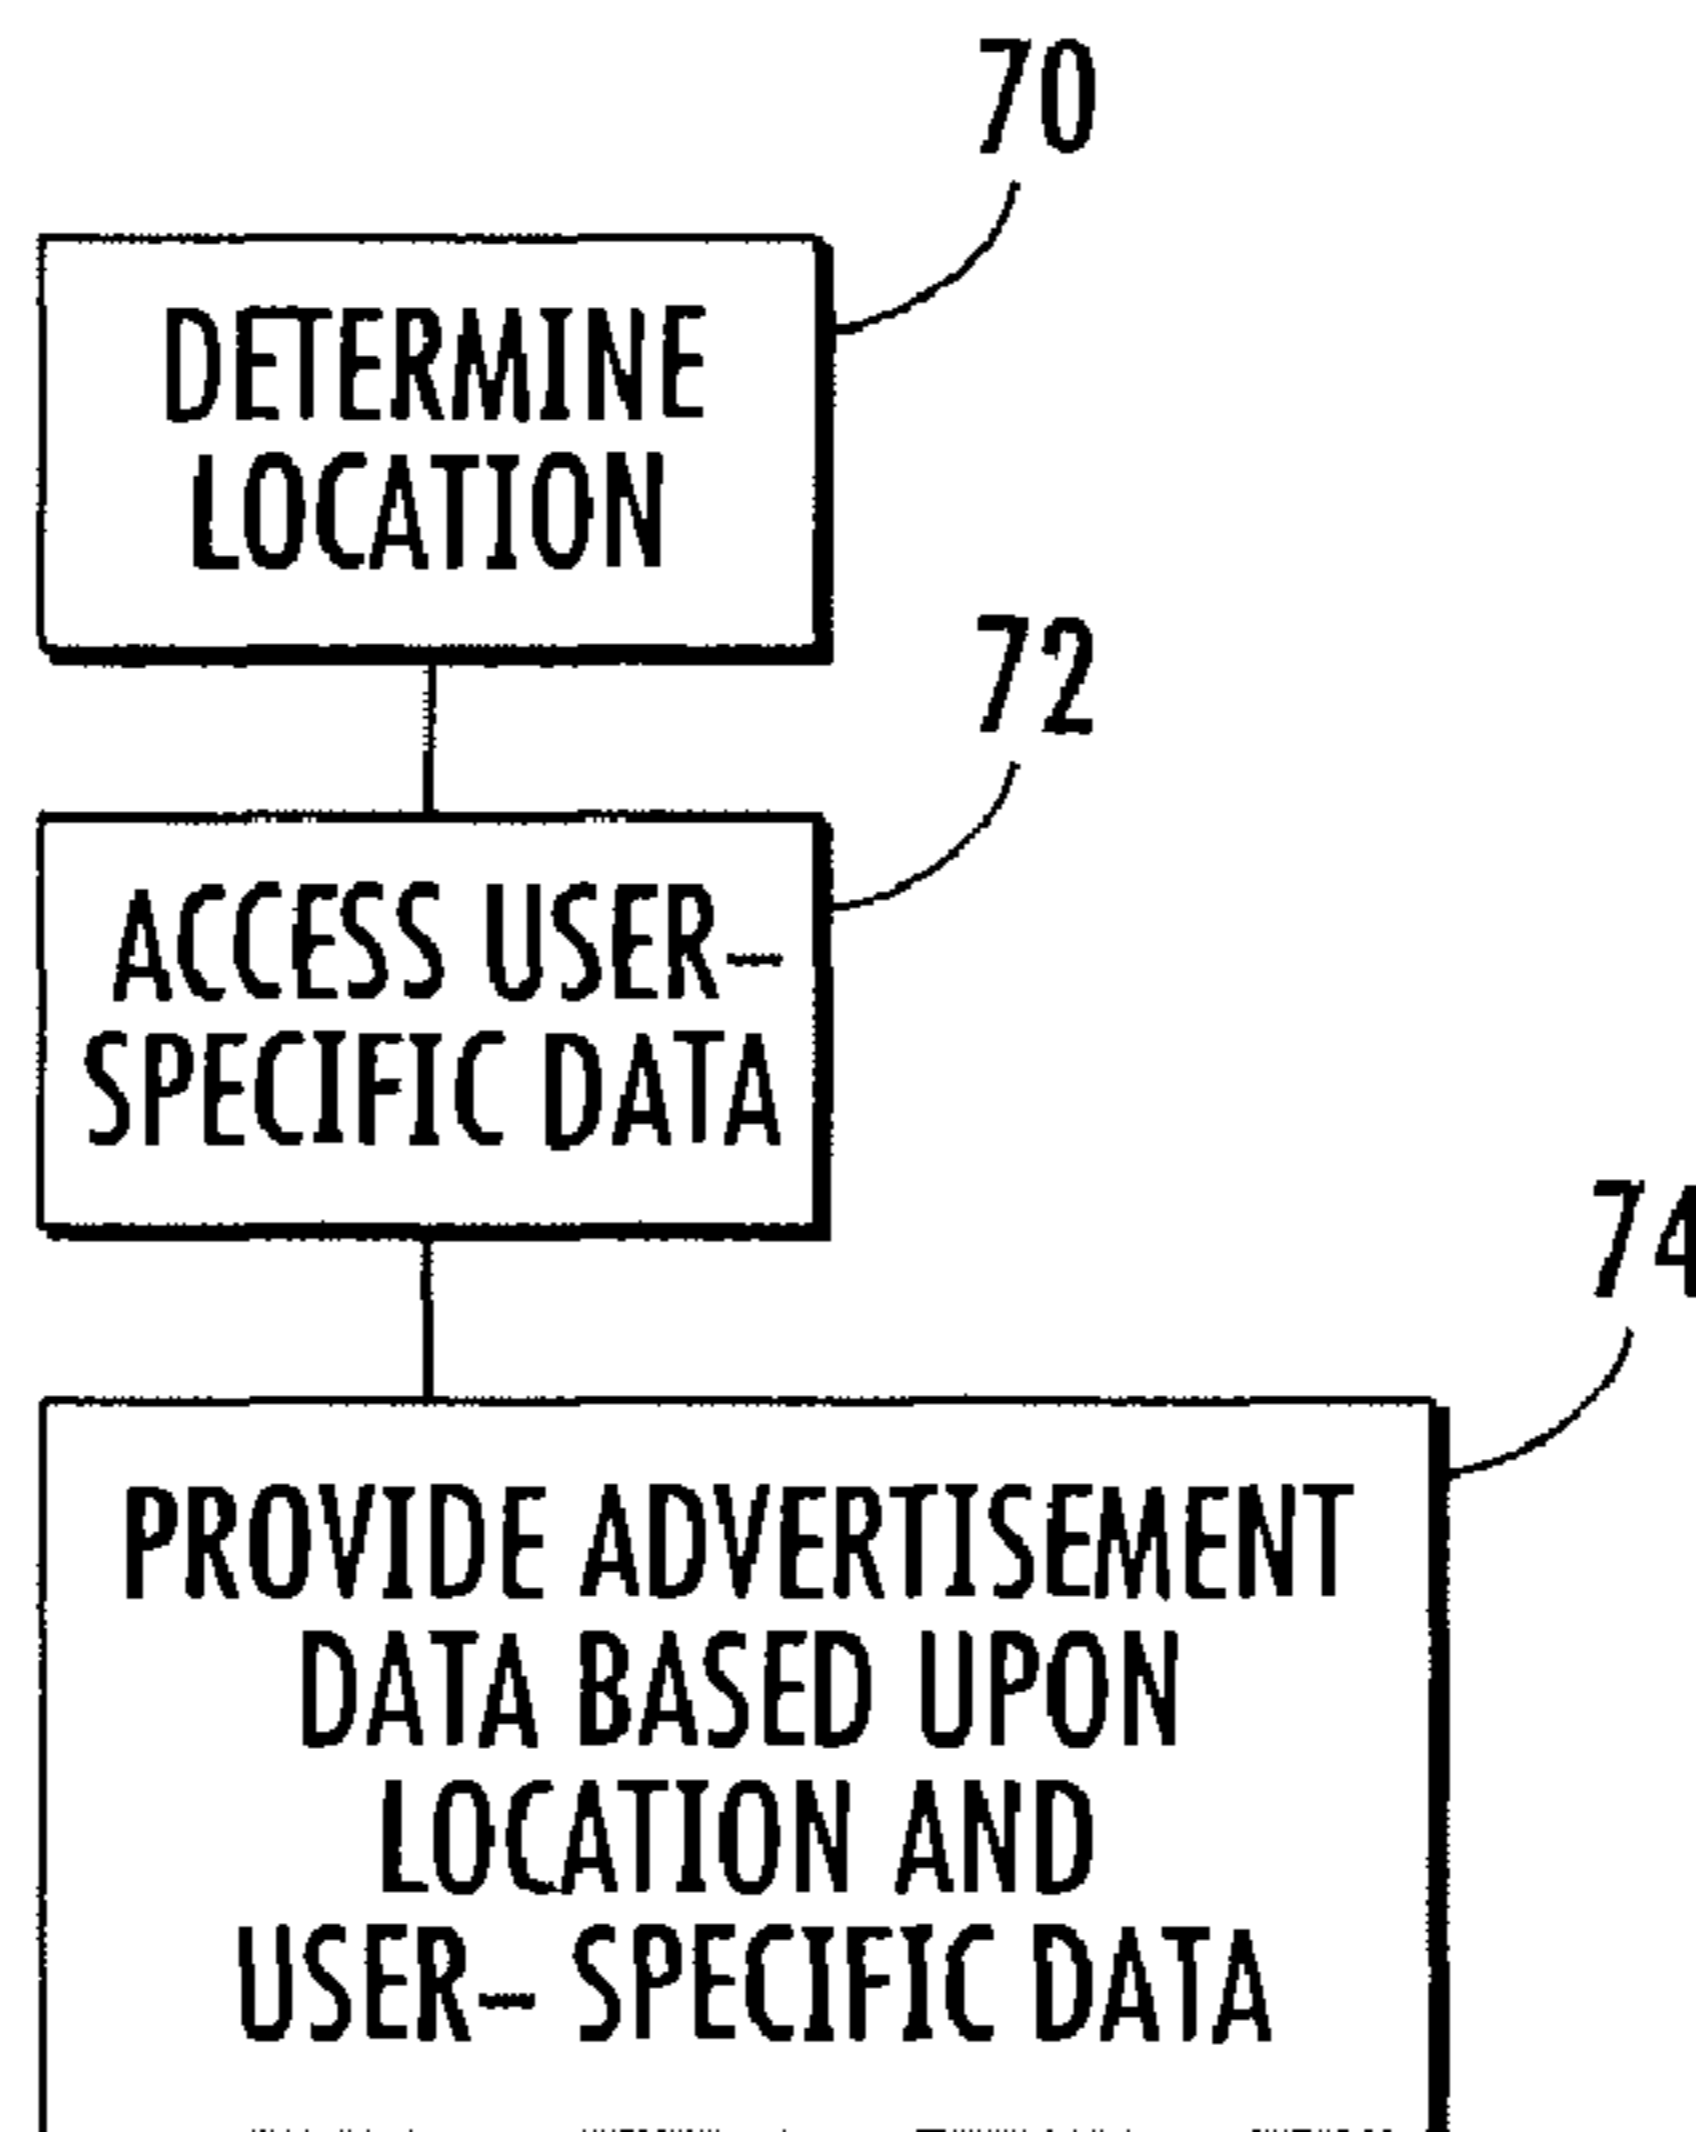 70
DETERMINE
LOCATION
72
ACCESS USER-
SPECIFIC DATA
74
PROVIDE ADVERTISEMENT
DATA BASED UPON
LOCATION AND
USER- SPECIFIC DATA